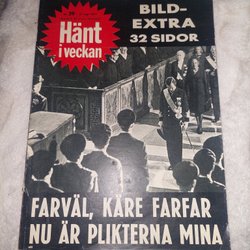 Hänt
i veckan
BILD-
EXTRA
32 SIDOR
FARVÄL, KÄRE FARFAR
NU ÄR PLIKTERNA MINA